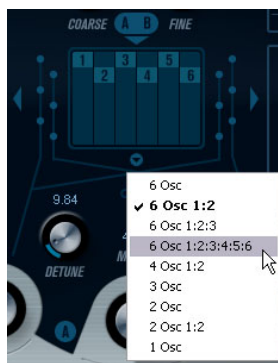 COARSE A B FINE
1 3 5
2 4 6
9.84
DETUNE
4
M
A
6 Osc
✔ 6 Osc 1:2
6 Osc 1:2:3
6 Osc 1:2:3:4:5:6
4 Osc 1:2
3 Osc
2 Osc
2 Osc 1:2
1 Osc